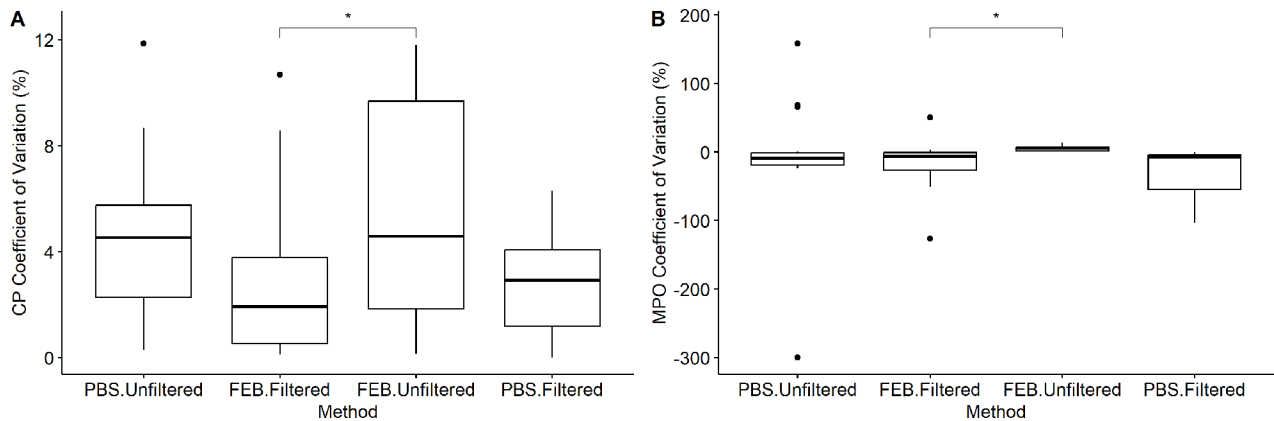 A
*
CP Coefficient of Variation (%)
12
8
4
0
PBS.Unfiltered FEB.Filtered FEB.Unfiltered PBS.Filtered
Method
B
*
MPO Coefficient of Variation (%)
200
100
0
-100
-200
-300
PBS.Unfiltered FEB.Filtered FEB.Unfiltered PBS.Filtered
Method